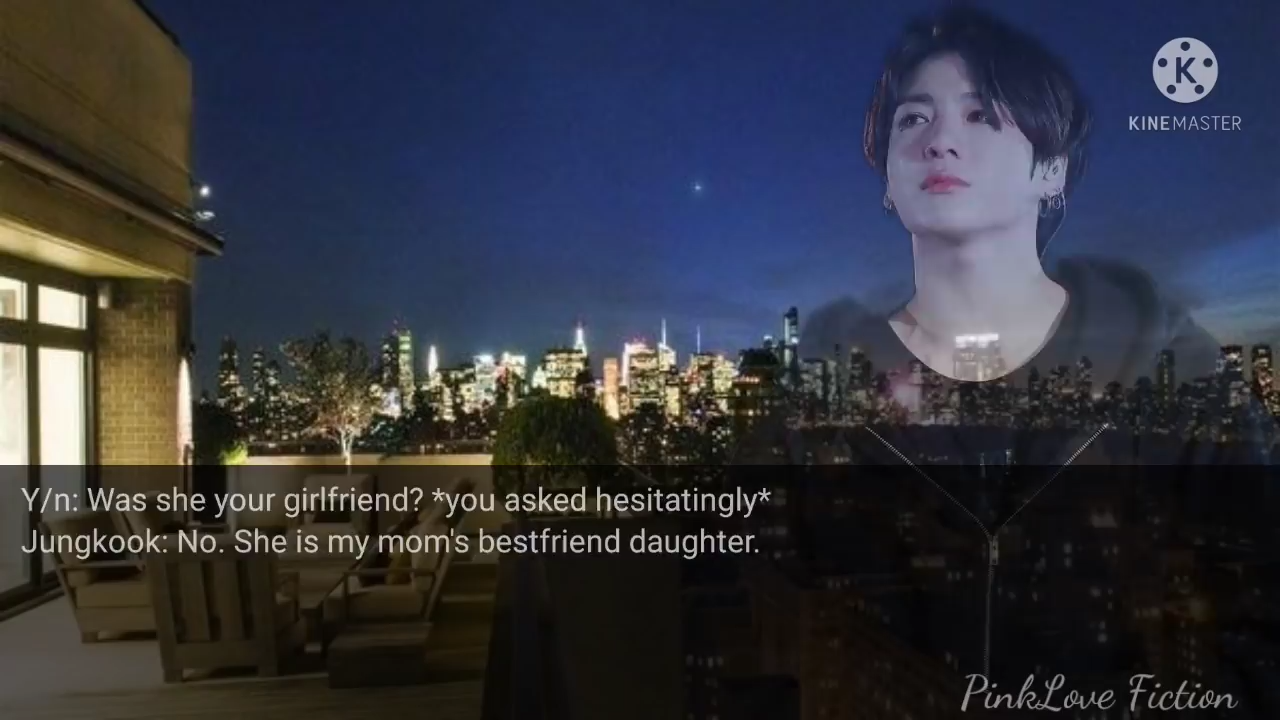 KINEMASTER
Y/n: Was she your girlfriend? *you asked hesitatingly*
Jungkook: No. She is my mom's bestfriend daughter.
PinkLove Fiction